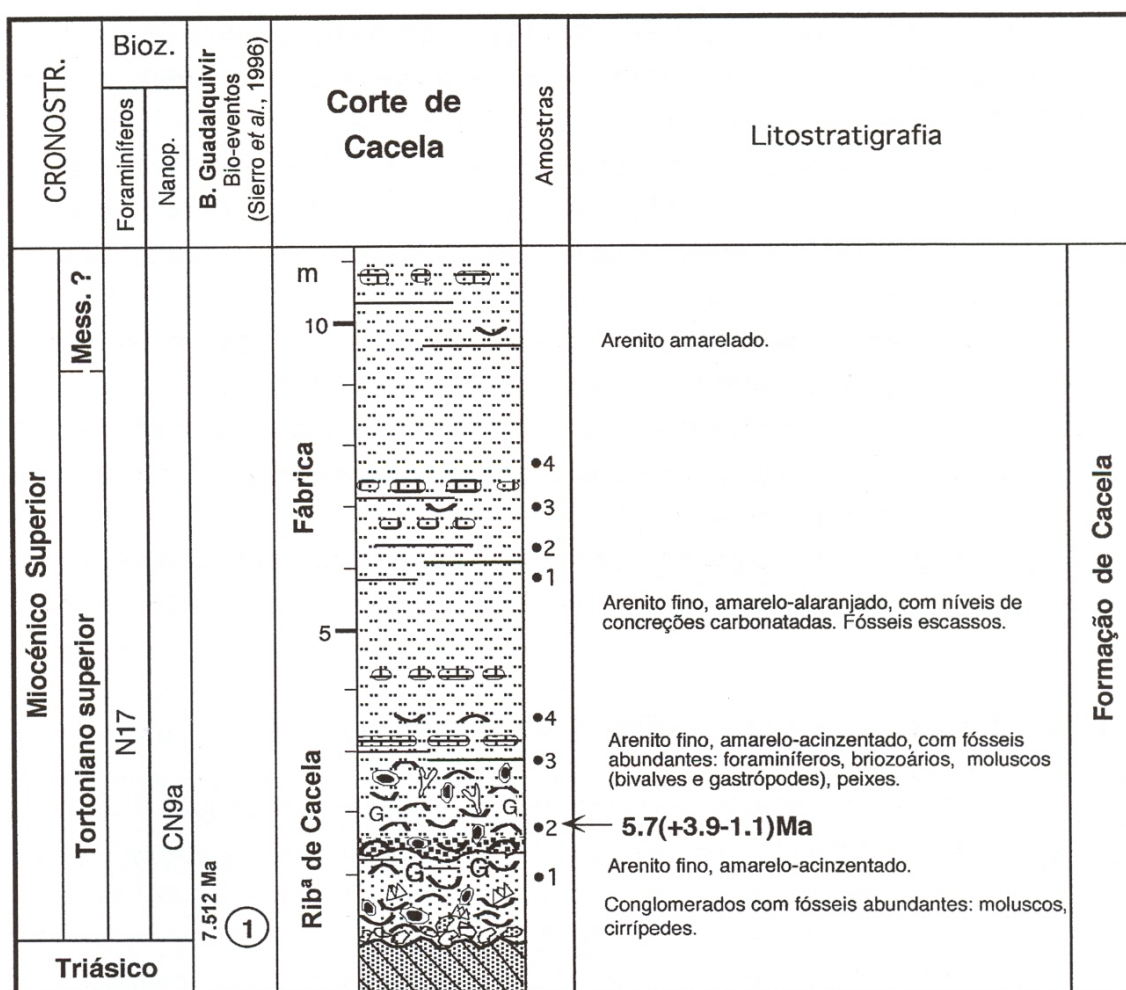 CRONOSTR.
Bioz.
Foraminíferos
Nanop.
B. Guadalquivir
Bio-eventos
(Sierro et al., 1996)
Corte de
Cacela
Amostras
Litostratigrafia
Miocénico Superior
Mess. ?
Tortoniano superior
Triásico
N17
CN9a
7.512 Ma
1
m
10
5
Fábrica
Ribª de Cacela
G
G
G
G
4
3
2
1
4
3
2
1
Arenito amarelado.
Arenito fino, amarelo-alaranjado, com níveis de
concreções carbonatadas. Fósseis escassos.
Arenito fino, amarelo-acinzentado, com fósseis
abundantes: foraminíferos, briozoários, moluscos
(bivalves e gastrópodes), peixes.
5.7(+3.9-1.1)Ma
Arenito fino, amarelo-acinzentado.
Conglomerados com fósseis abundantes: moluscos,
cirrípedes.
Formação de Cacela